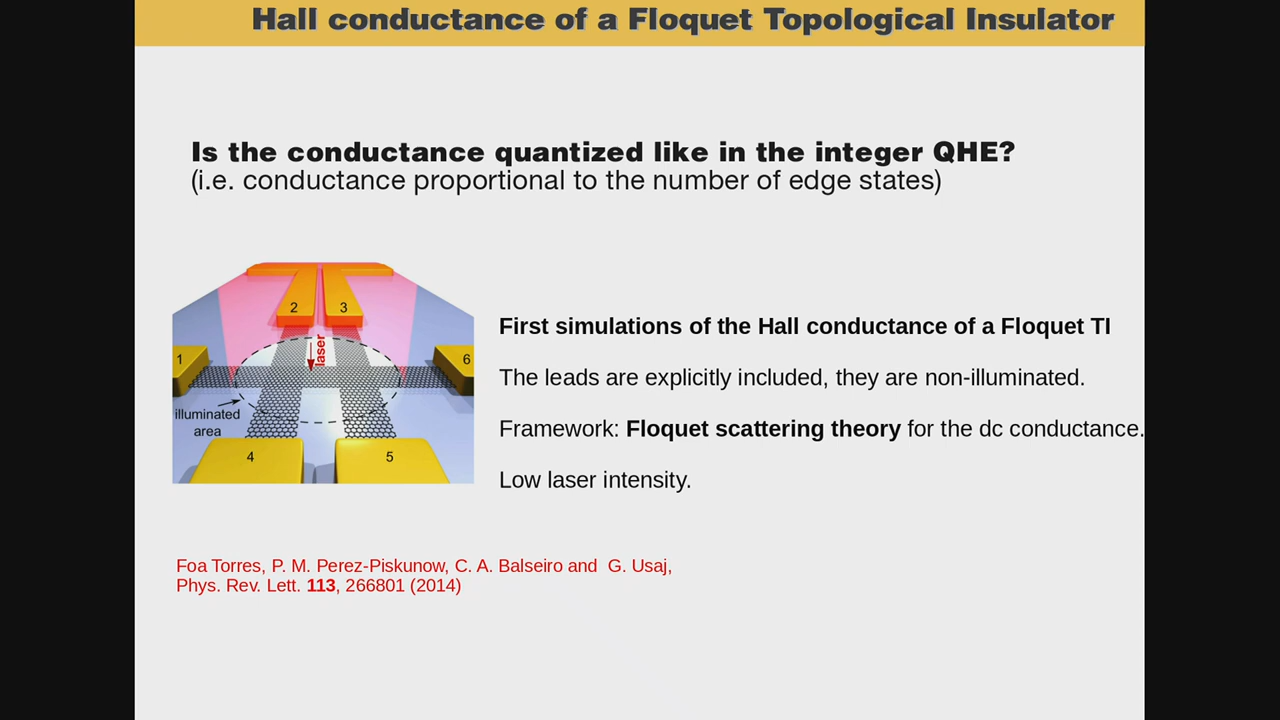 Hall conductance of a Floquet Topological Insulator
Is the conductance quantized like in the integer QHE?
(i.e. conductance proportional to the number of edge states)
2
3
laser
1
6
illuminated
area
4
5
First simulations of the Hall conductance of a Floquet TI
The leads are explicitly included, they are non-illuminated.
Framework: Floquet scattering theory for the dc conductance.
Low laser intensity.
Foa Torres, P. M. Perez-Piskunow, C. A. Balseiro and G. Usaj,
Phys. Rev. Lett. 113, 266801 (2014)